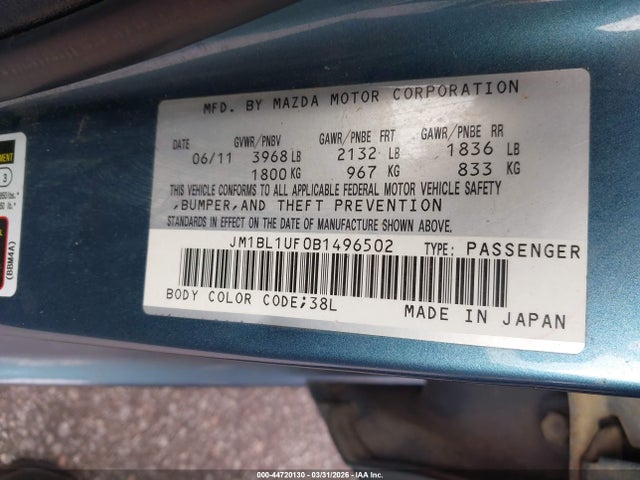 MFD. BY MAZDA MOTOR CORPORATION
DATE GVWR/PNBV GAWR/PNBE FRT GAWR/PNBE RR
06/11 3968 LB 2132 LB 1836 LB
1800 KG 967 KG 833 KG
THIS VEHICLE CONFORMS TO ALL APPLICABLE FEDERAL MOTOR VEHICLE SAFETY
,BUMPER,AND THEFT PREVENTION
STANDARDS IN EFFECT ON THE DATE OF MANUFACTURE SHOWN ABOVE.
JM1BL1UF0B1496502 TYPE: PASSENGER
BODY COLOR CODE;38L MADE IN JAPAN
3
(BBM4A)
000-44720130 - 03/31/2026 - © IAA Inc.